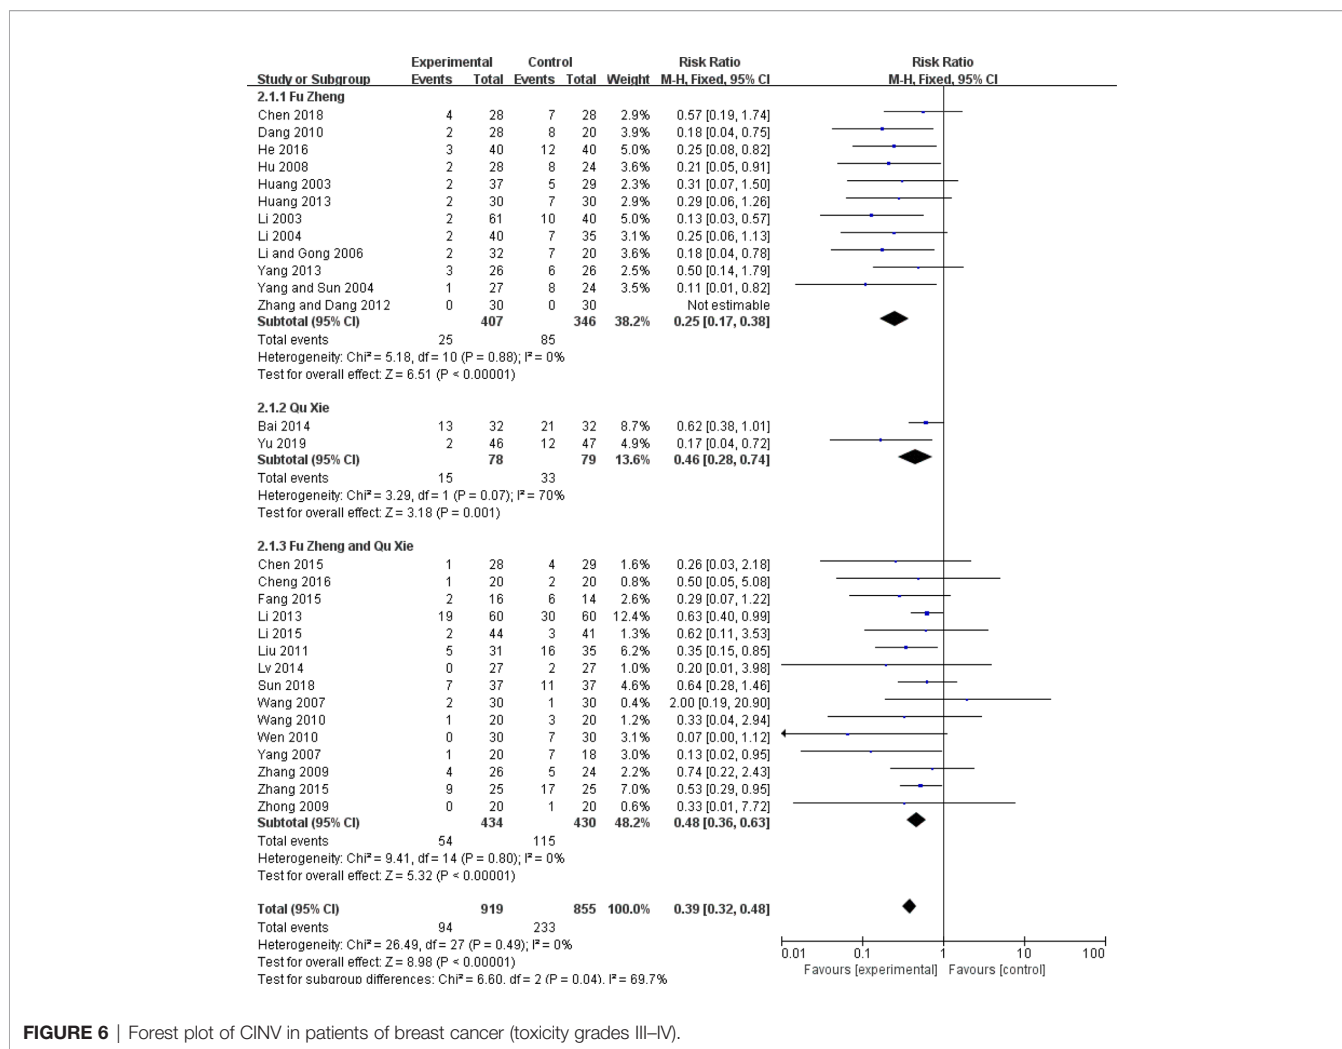 Experimental Control Risk Ratio Risk Ratio
Study or Subgroup Events Total Events Total Weight M-H, Fixed, 95% CI M-H, Fixed, 95% CI
2.1.1 Fu Zheng
Chen 2018 4 28 7 28 2.9% 0.57 [0.19, 1.74]
Dang 2010 2 28 8 20 3.9% 0.18 [0.04, 0.75]
He 2016 3 40 12 40 5.0% 0.25 [0.08, 0.82]
Hu 2008 2 28 8 24 3.6% 0.21 [0.05, 0.91]
Huang 2003 2 37 5 29 2.3% 0.31 [0.07, 1.50]
Huang 2013 2 30 7 30 2.9% 0.29 [0.06, 1.26]
Li 2003 2 61 10 40 5.0% 0.13 [0.03, 0.57]
Li 2004 2 40 7 35 3.1% 0.25 [0.06, 1.13]
Li and Gong 2006 2 32 7 20 3.6% 0.18 [0.04, 0.78]
Yang 2013 3 26 6 26 2.5% 0.50 [0.14, 1.79]
Yang and Sun 2004 1 27 8 24 3.5% 0.11 [0.01, 0.82]
Zhang and Dang 2012 0 30 0 30 Not estimable
Subtotal (95% CI) 407 346 38.2% 0.25 [0.17, 0.38]
Total events 25 85
Heterogeneity: Chi² = 5.18, df = 10 (P = 0.88); I² = 0%
Test for overall effect: Z = 6.51 (P < 0.00001)
2.1.2 Qu Xie
Bai 2014 13 32 21 32 8.7% 0.62 [0.38, 1.01]
Yu 2019 2 46 12 47 4.9% 0.17 [0.04, 0.72]
Subtotal (95% CI) 78 79 13.6% 0.46 [0.28, 0.74]
Total events 15 33
Heterogeneity: Chi² = 3.29, df = 1 (P = 0.07); I² = 70%
Test for overall effect: Z = 3.18 (P = 0.001)
2.1.3 Fu Zheng and Qu Xie
Chen 2015 1 28 4 29 1.6% 0.26 [0.03, 2.18]
Cheng 2016 1 20 2 20 0.8% 0.50 [0.05, 5.08]
Fang 2015 2 16 6 14 2.6% 0.29 [0.07, 1.22]
Li 2013 19 60 30 60 12.4% 0.63 [0.40, 0.99]
Li 2015 2 44 3 41 1.3% 0.62 [0.11, 3.53]
Liu 2011 5 31 16 35 6.2% 0.35 [0.15, 0.85]
Lv 2014 0 27 2 27 1.0% 0.20 [0.01, 3.98]
Sun 2018 7 37 11 37 4.6% 0.64 [0.28, 1.46]
Wang 2007 2 30 1 30 0.4% 2.00 [0.19, 20.90]
Wang 2010 1 20 3 20 1.2% 0.33 [0.04, 2.94]
Wen 2010 0 30 7 30 3.1% 0.07 [0.00, 1.12]
Yang 2007 1 20 7 18 3.0% 0.13 [0.02, 0.95]
Zhang 2009 4 26 5 24 2.2% 0.74 [0.22, 2.43]
Zhang 2015 9 25 17 25 7.0% 0.53 [0.29, 0.95]
Zhong 2009 0 20 1 20 0.6% 0.33 [0.01, 7.72]
Subtotal (95% CI) 434 430 48.2% 0.48 [0.36, 0.63]
Total events 54 115
Heterogeneity: Chi² = 9.41, df = 14 (P = 0.80); I² = 0%
Test for overall effect: Z = 5.32 (P < 0.00001)
Total (95% CI) 919 855 100.0% 0.39 [0.32, 0.48]
Total events 94 233
Heterogeneity: Chi² = 26.49, df = 27 (P = 0.49); I² = 0%
Test for overall effect: Z = 8.98 (P < 0.00001)
Test for subgroup differences: Chi² = 6.60, df = 2 (P = 0.04), I² = 69.7%
0.01 0.1 1 10 100
Favours [experimental] Favours [control]
FIGURE 6 | Forest plot of CINV in patients of breast cancer (toxicity grades III–IV).